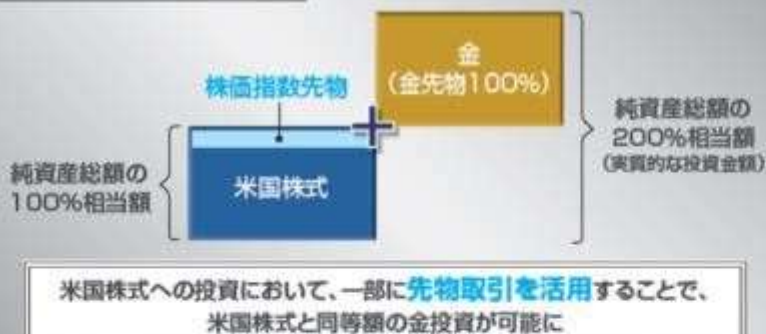 金
(金先物100%)
株価指数先物
純資産総額の
200%相当額
(実質的な投資金額)
純資産総額の
100%相当額
米国株式
米国株式への投資において、一部に先物取引を活用することで、
米国株式と同等額の金投資が可能に